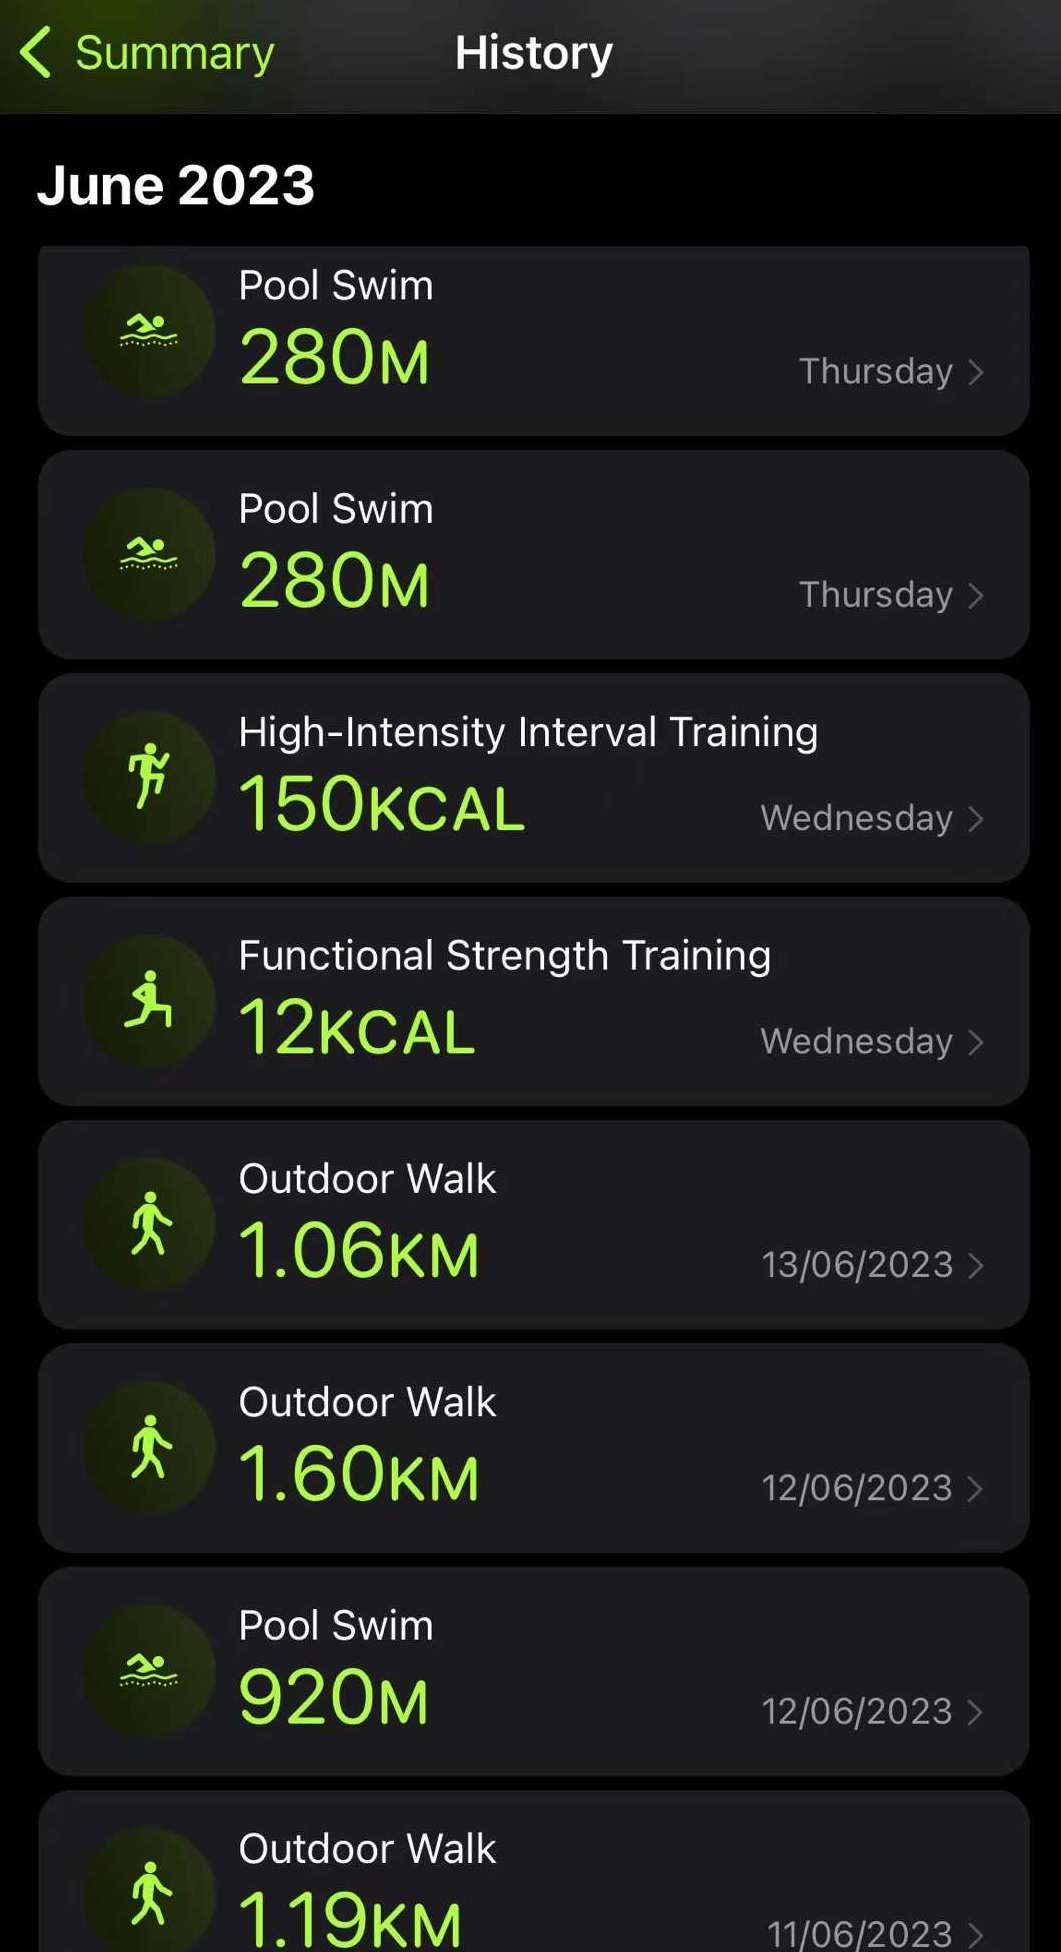 Summary
History
June 2023
Pool Swim
280M
Thursday
Pool Swim
280M
Thursday
High-Intensity Interval Training
150KCAL
Wednesday
Functional Strength Training
12KCAL
Wednesday
Outdoor Walk
1.06KM
13/06/2023
Outdoor Walk
1.60KM
12/06/2023
Pool Swim
920M
12/06/2023
Outdoor Walk
1.19KM
11/06/2023